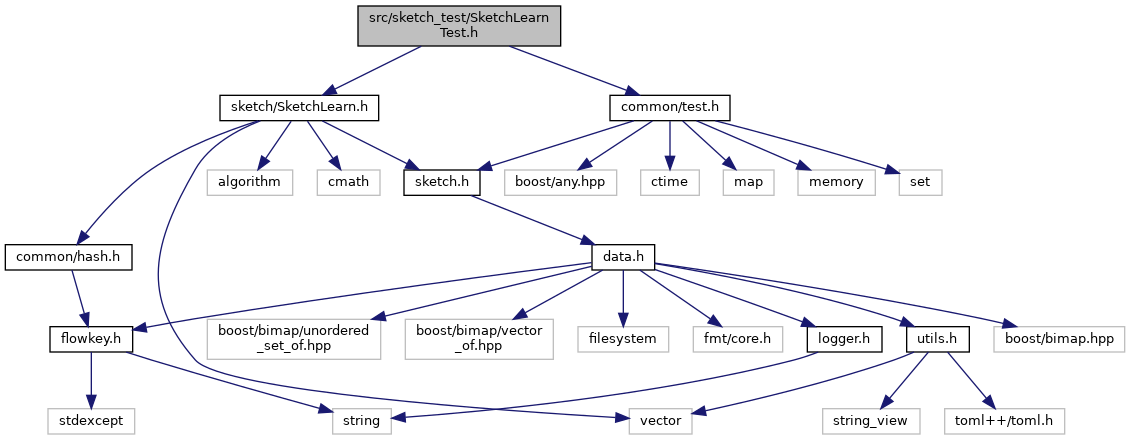 src/sketch_test/SketchLearn
Test.h
sketch/SketchLearn.h
common/test.h
algorithm
cmath
sketch.h
boost/any.hpp
ctime
map
memory
set
common/hash.h
data.h
flowkey.h
boost/bimap/unordered
_set_of.hpp
boost/bimap/vector
_of.hpp
filesystem
fmt/core.h
logger.h
utils.h
boost/bimap.hpp
stdexcept
string
vector
string_view
toml++/toml.h